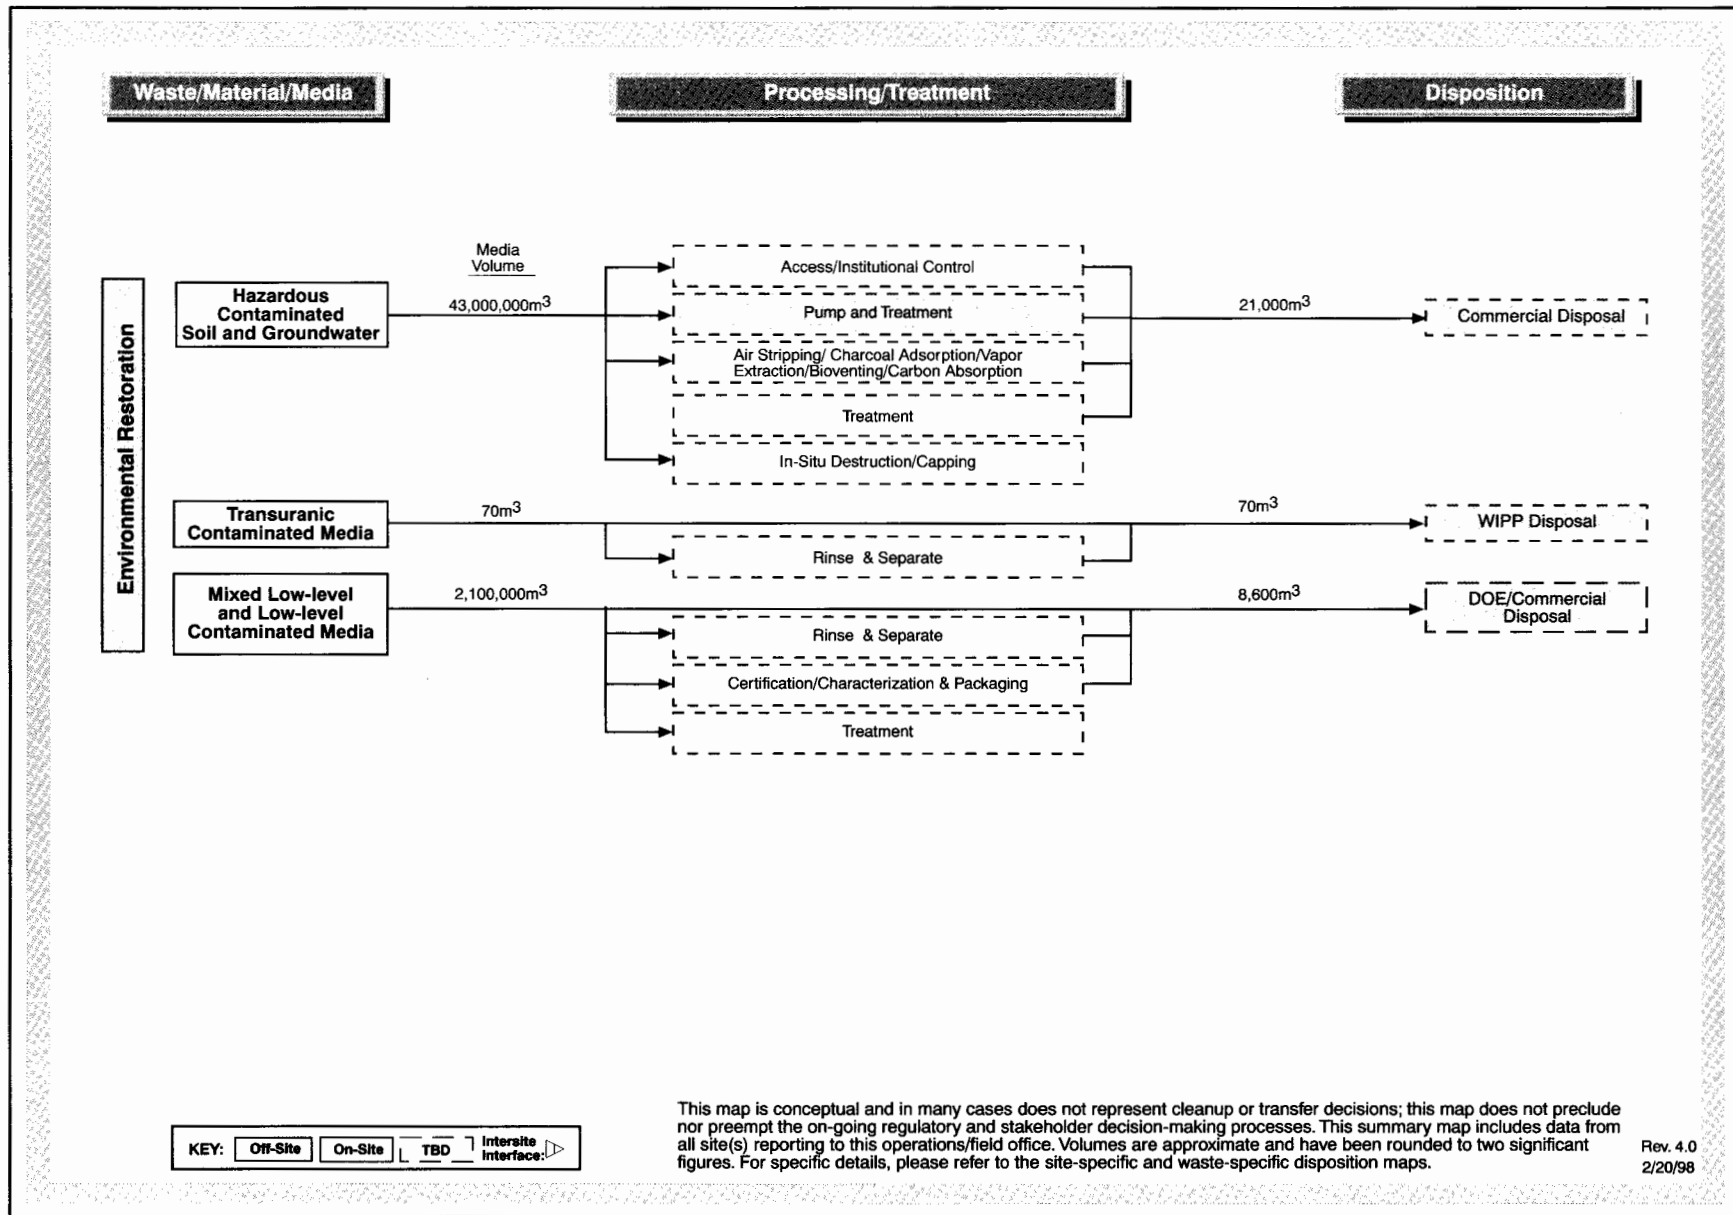 Waste/Material/Media
Processing/Treatment
Disposition
Environmental Restoration
Media
Volume
Hazardous
Contaminated
Soil and Groundwater
43,000,000m³
Access/Institutional Control
Pump and Treatment
Air Stripping/ Charcoal Adsorption/Vapor
Extraction/Bioventing/Carbon Absorption
Treatment
In-Situ Destruction/Capping
21,000m³
Commercial Disposal
Transuranic
Contaminated Media
70m³
Rinse & Separate
70m³
WIPP Disposal
Mixed Low-level
and Low-level
Contaminated Media
2,100,000m³
Rinse & Separate
Certification/Characterization & Packaging
Treatment
8,600m³
DOE/Commercial
Disposal
KEY: Off-Site On-Site TBD Intersite
Interface:
This map is conceptual and in many cases does not represent cleanup or transfer decisions; this map does not preclude
nor preempt the on-going regulatory and stakeholder decision-making processes. This summary map includes data from
all site(s) reporting to this operations/field office. Volumes are approximate and have been rounded to two significant
figures. For specific details, please refer to the site-specific and waste-specific disposition maps.
Rev. 4.0
2/20/98